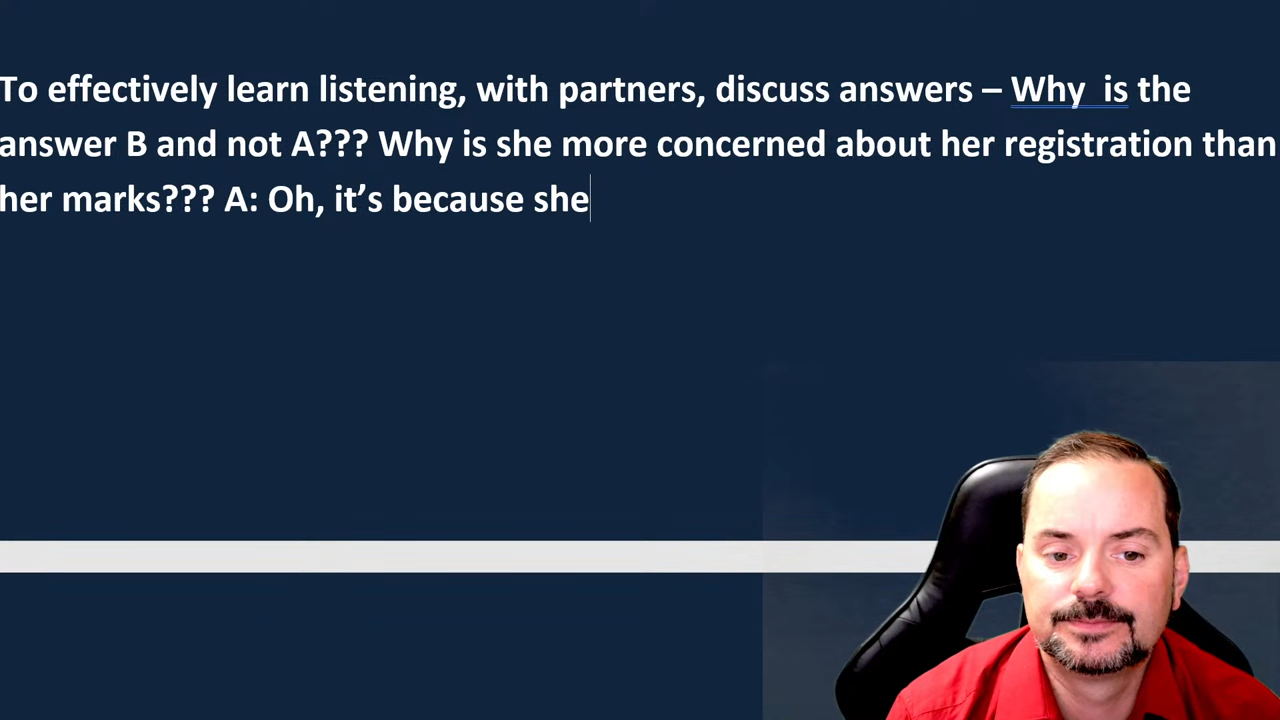 To effectively learn listening, with partners, discuss answers – Why  is the
answer B and not A??? Why is she more concerned about her registration than
her marks??? A: Oh, it’s because she